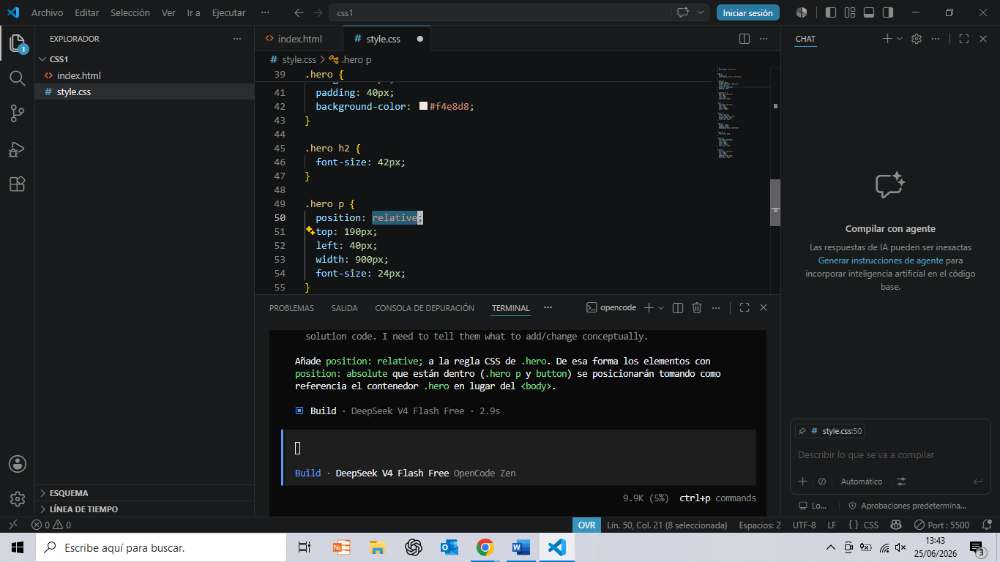 Archivo Editar Selección Ver Ir a Ejecutar ··· css1 Iniciar sesión
EXPLORADOR ···
CSS1
<> index.html
# style.css
ESQUEMA
LÍNEA DE TIEMPO
1
<> index.html # style.css ●
# style.css > .hero p
39 .hero {
41 padding: 40px;
42 background-color: #f4e8d8;
43 }
44
45 .hero h2 {
46 font-size: 42px;
47 }
48
49 .hero p {
50 position: relative;
51 top: 190px;
52 left: 40px;
53 width: 900px;
54 font-size: 24px;
55 }
PROBLEMAS SALIDA CONSOLA DE DEPURACIÓN TERMINAL ··· opencode
solution code. I need to tell them what to add/change conceptually.
Añade position: relative; a la regla CSS de .hero. De esa forma los elementos con
position: absolute que están dentro (.hero p y button) se posicionarán tomando como
referencia el contenedor .hero en lugar del <body>.
Build · DeepSeek V4 Flash Free · 2.9s
Build · DeepSeek V4 Flash Free OpenCode Zen
9.9K (5%) ctrl+p commands
CHAT
Compilar con agente
Las respuestas de IA pueden ser inexactas
Generar instrucciones de agente para
incorporar inteligencia artificial en el código
base.
# style.css:50
Describir lo que se va a compilar
Automático
Lo... Aprobaciones predetermina...
0 0 OVR Lín. 50, Col. 21 (8 seleccionada) Espacios: 2 UTF-8 LF { } CSS Port : 5500
Escribe aquí para buscar.
13:43
25/06/2026
3